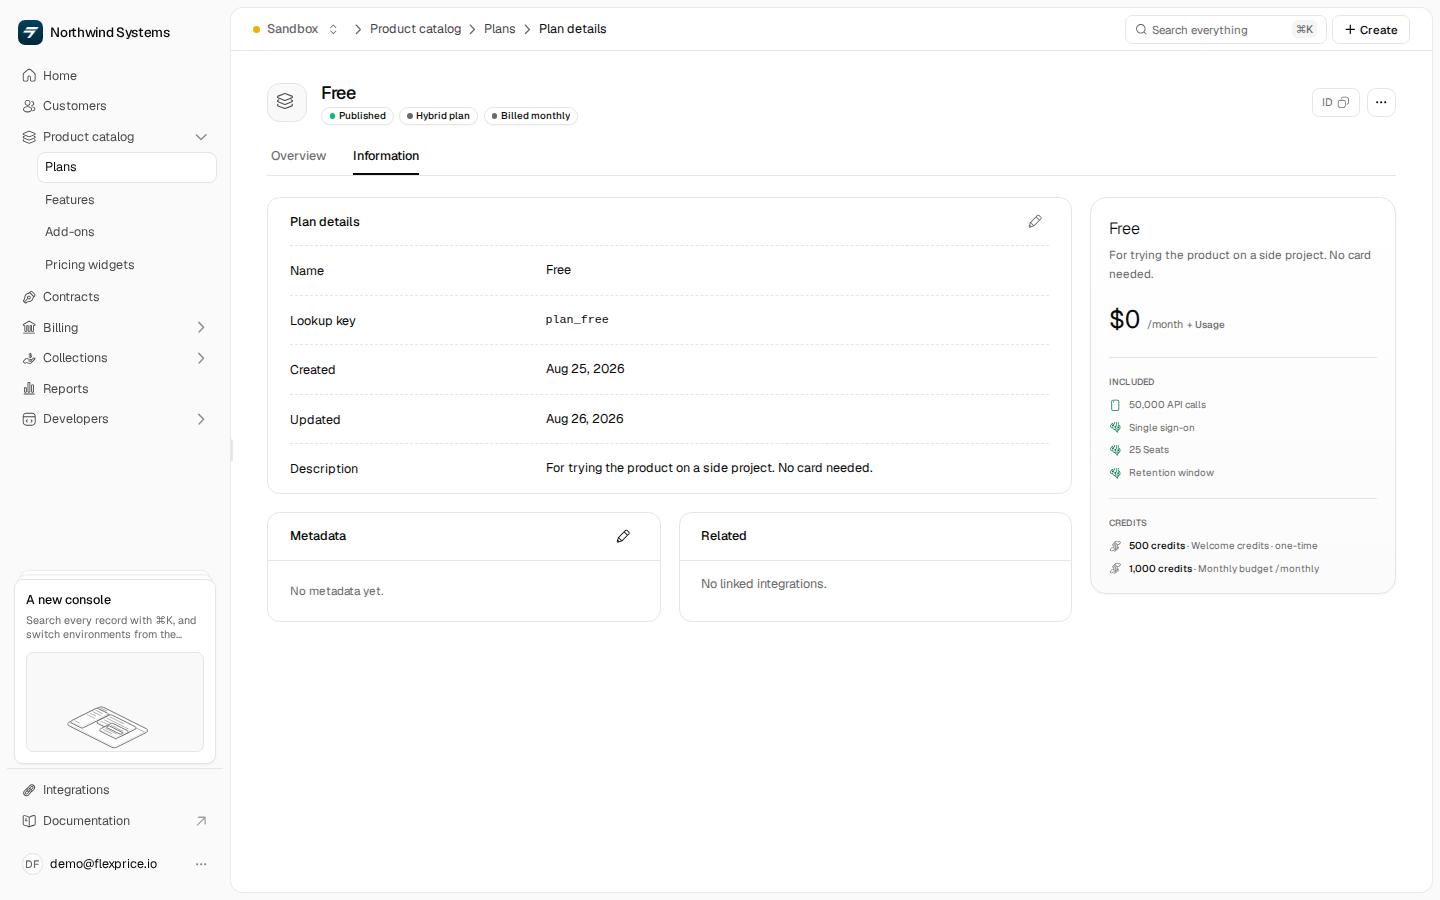 Northwind Systems
Home
Customers
Product catalog
Plans
Features
Add-ons
Pricing widgets
Contracts
Billing
Collections
Reports
Developers
A new console
Search every record with ⌘K, and
switch environments from the...
Integrations
Documentation
DF demo@flexprice.io
Sandbox Product catalog Plans Plan details
Search everything ⌘K
Create
Free
Published Hybrid plan Billed monthly
ID
Overview Information
Plan details
Name Free
Lookup key plan_free
Created Aug 25, 2026
Updated Aug 26, 2026
Description For trying the product on a side project. No card needed.
Metadata
No metadata yet.
Related
No linked integrations.
Free
For trying the product on a side project. No card
needed.
$0 /month + Usage
INCLUDED
50,000 API calls
Single sign-on
25 Seats
Retention window
CREDITS
500 credits · Welcome credits · one-time
1,000 credits · Monthly budget / monthly